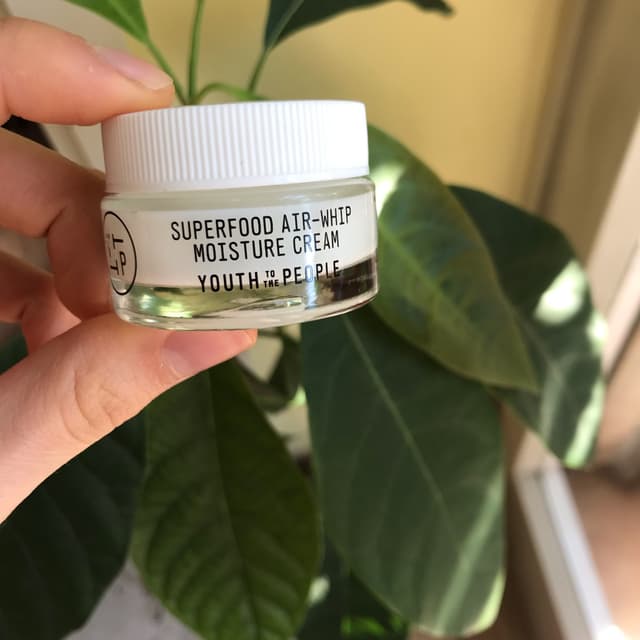 SUPERFOOD AIR-WHIP
MOISTURE CREAM
YOUTH TO THE PEOPLE